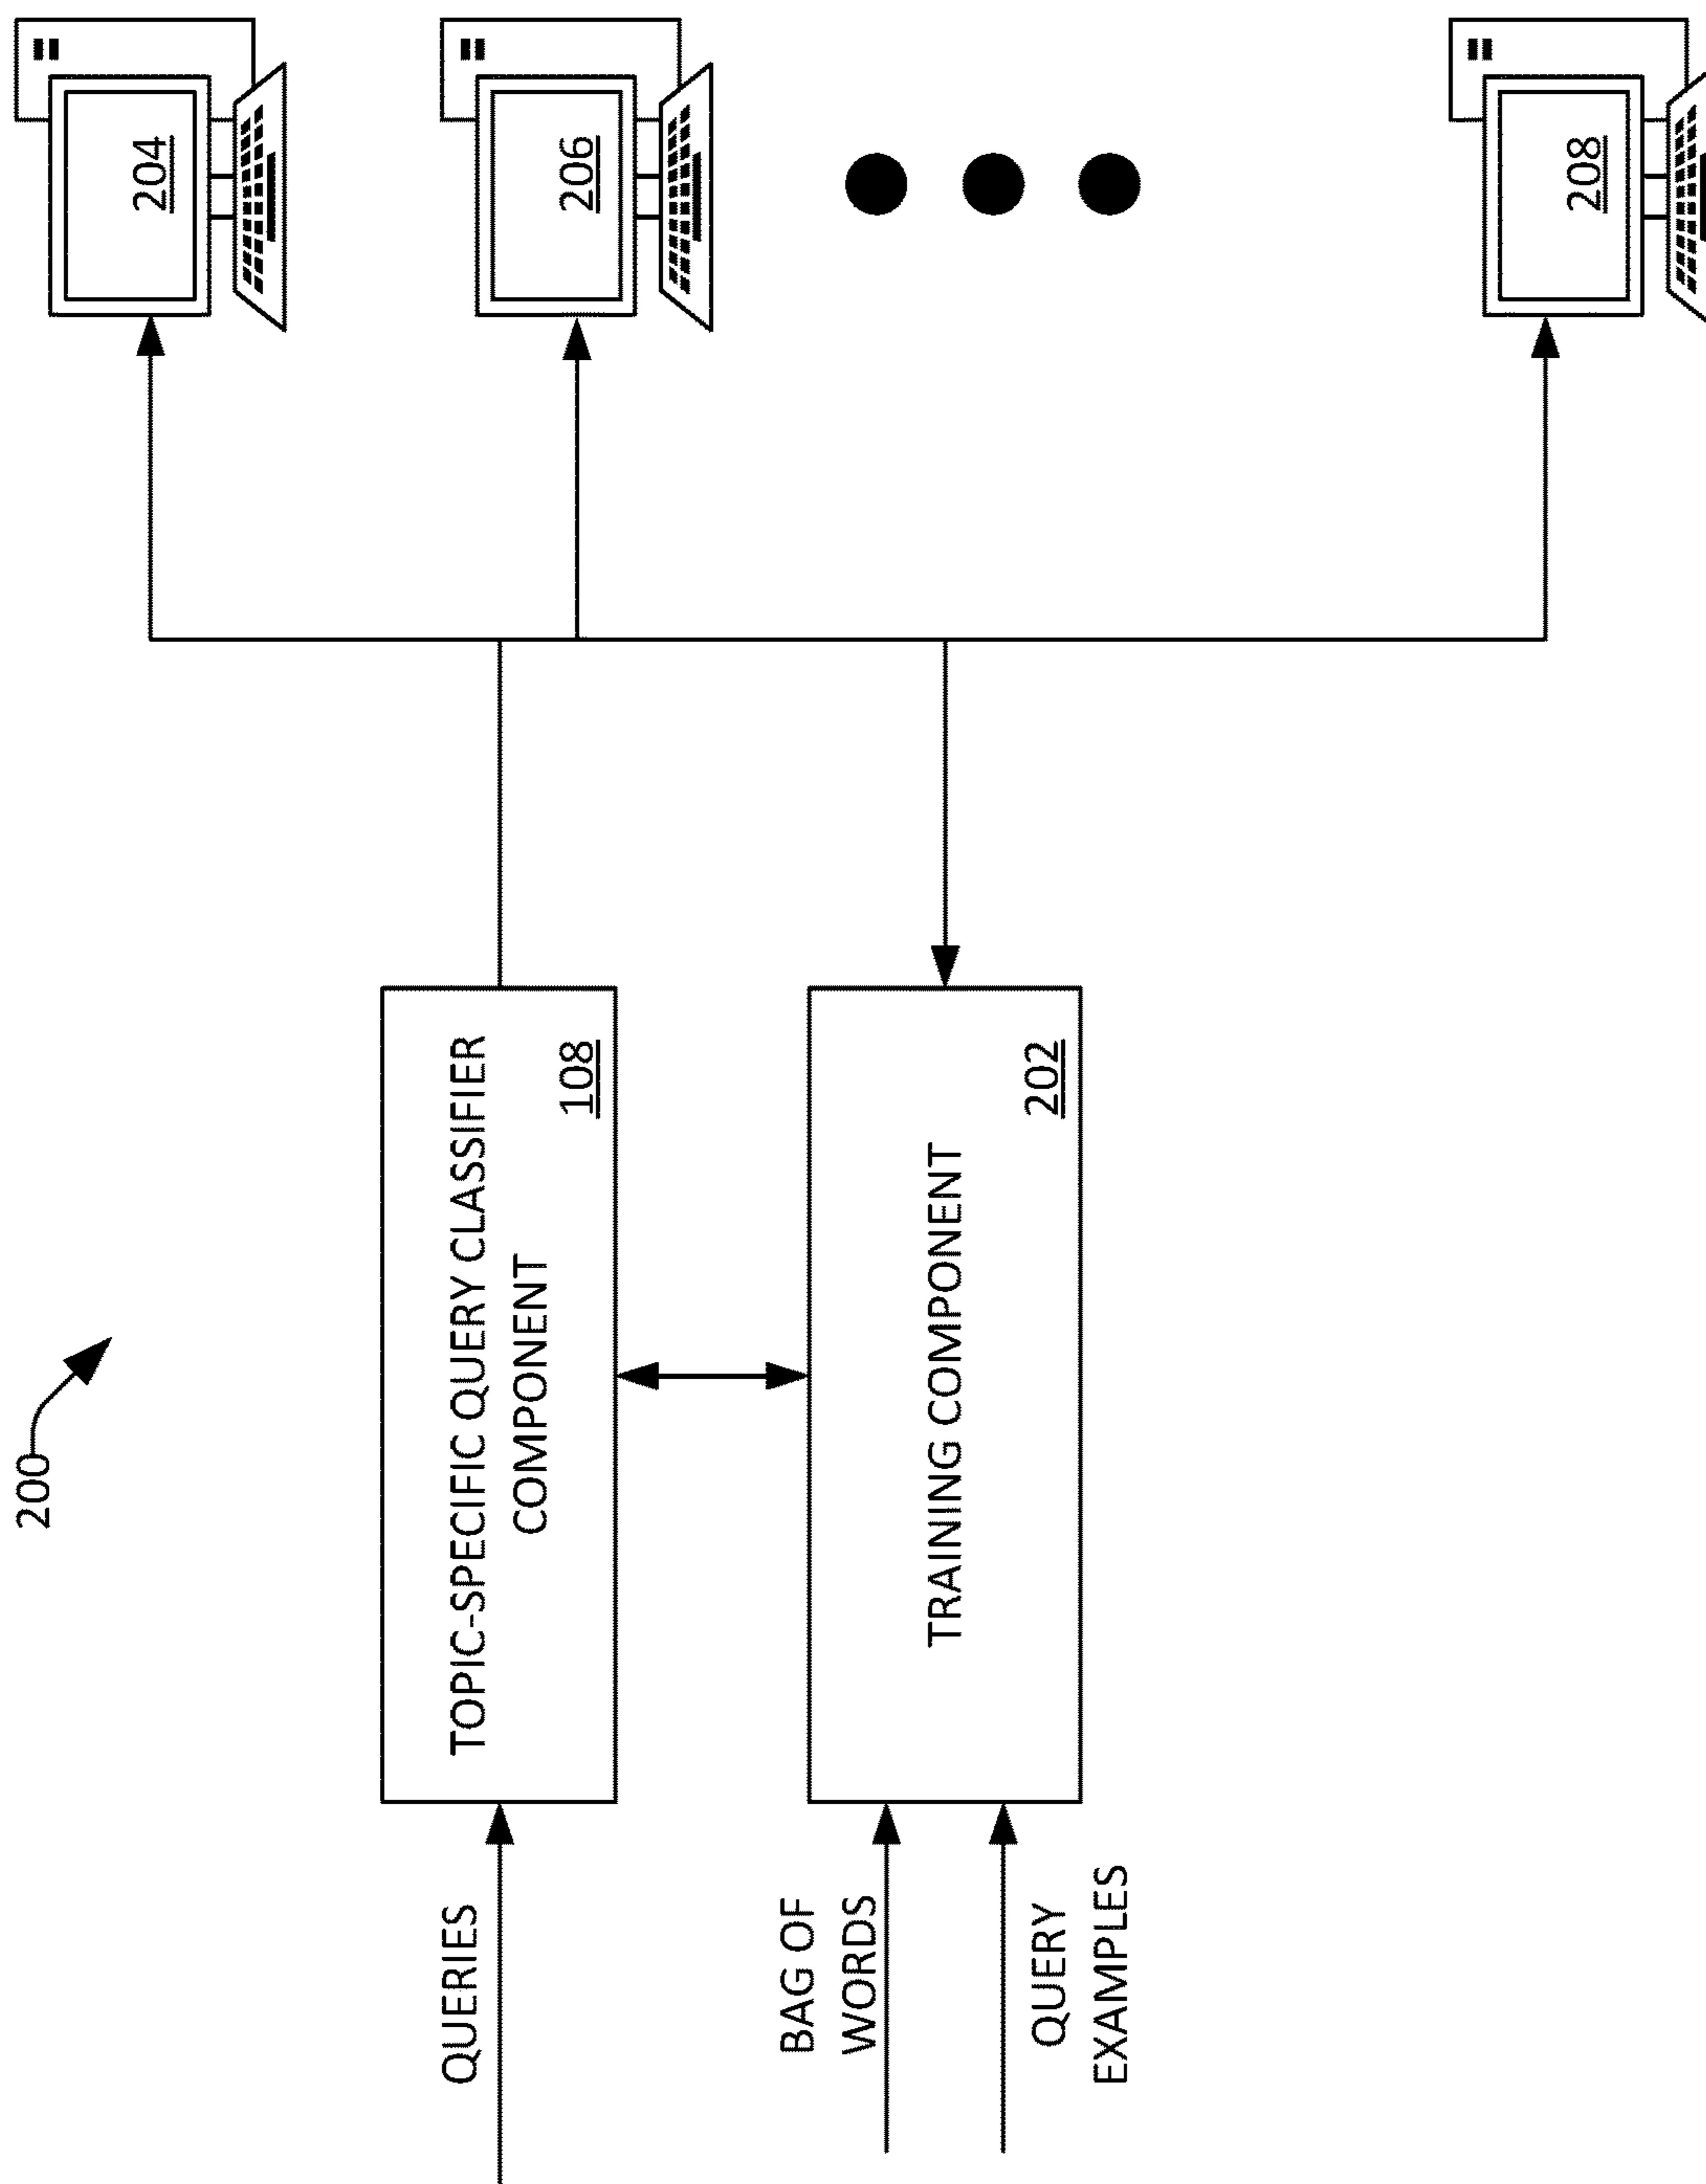 200
QUERIES
TOPIC-SPECIFIC QUERY CLASSIFIER
COMPONENT
108
204
206
BAG OF
WORDS
TRAINING COMPONENT
202
QUERY
EXAMPLES
208